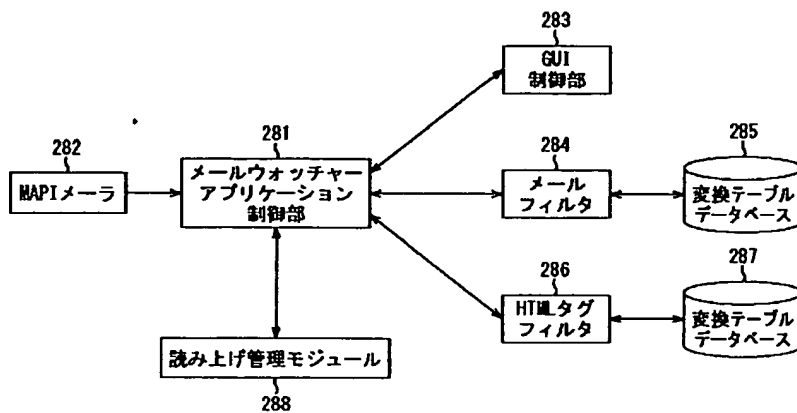 283
GUI
制御部
282
MAPIメーラ
281
メールウォッチャー
アプリケーション
制御部
284
メール
フィルタ
285
変換テーブル
データベース
286
HTMLタグ
フィルタ
287
変換テーブル
データベース
読み上げ管理モジュール
288